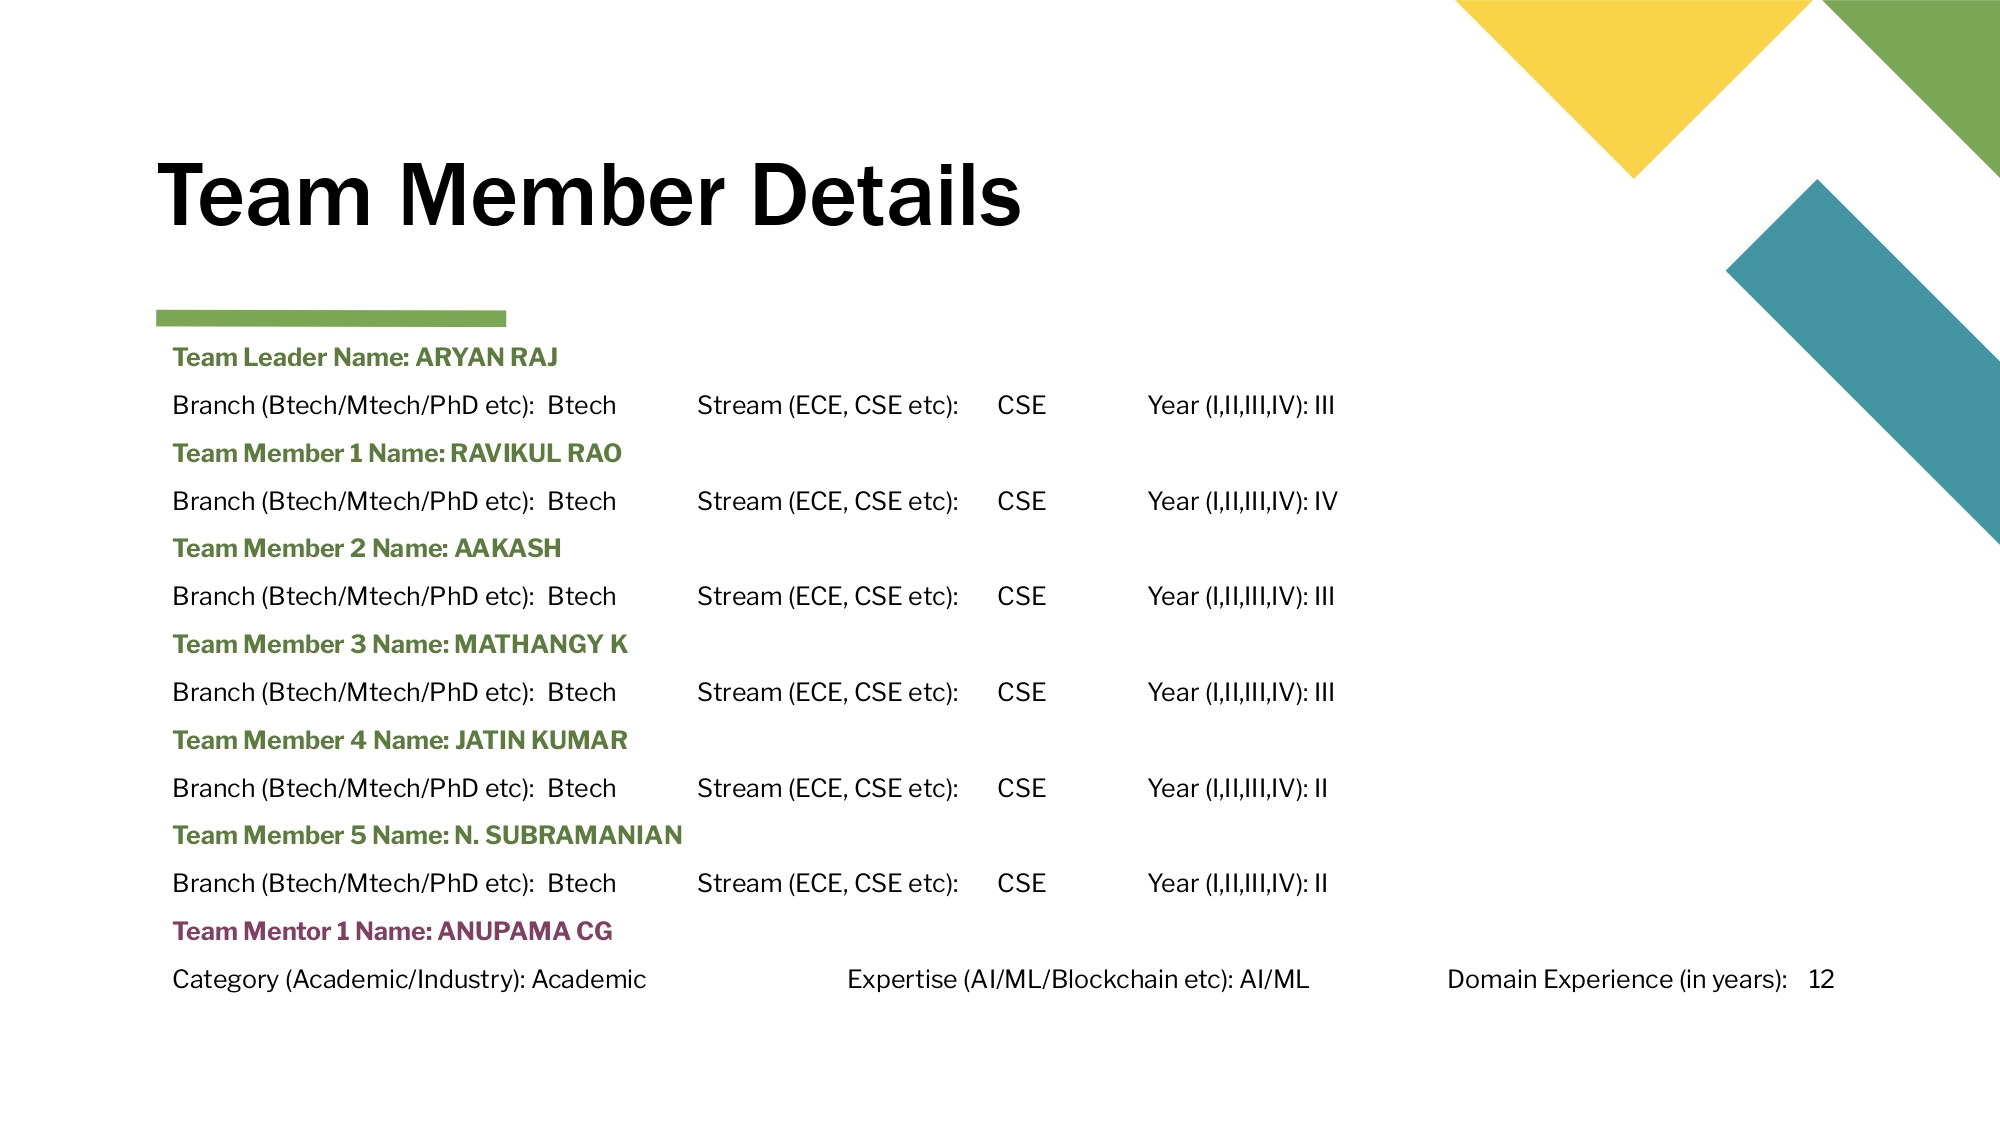 Team Member Details
Team Leader Name: ARYAN RAJ
Branch (Btech/Mtech/PhD etc): Btech Stream (ECE, CSE etc): CSE Year (I,II,III,IV): III
Team Member 1 Name: RAVIKUL RAO
Branch (Btech/Mtech/PhD etc): Btech Stream (ECE, CSE etc): CSE Year (I,II,III,IV): IV
Team Member 2 Name: AAKASH
Branch (Btech/Mtech/PhD etc): Btech Stream (ECE, CSE etc): CSE Year (I,II,III,IV): III
Team Member 3 Name: MATHANGY K
Branch (Btech/Mtech/PhD etc): Btech Stream (ECE, CSE etc): CSE Year (I,II,III,IV): III
Team Member 4 Name: JATIN KUMAR
Branch (Btech/Mtech/PhD etc): Btech Stream (ECE, CSE etc): CSE Year (I,II,III,IV): II
Team Member 5 Name: N. SUBRAMANIAN
Branch (Btech/Mtech/PhD etc): Btech Stream (ECE, CSE etc): CSE Year (I,II,III,IV): II
Team Mentor 1 Name: ANUPAMA CG
Category (Academic/Industry): Academic Expertise (AI/ML/Blockchain etc): AI/ML Domain Experience (in years): 12